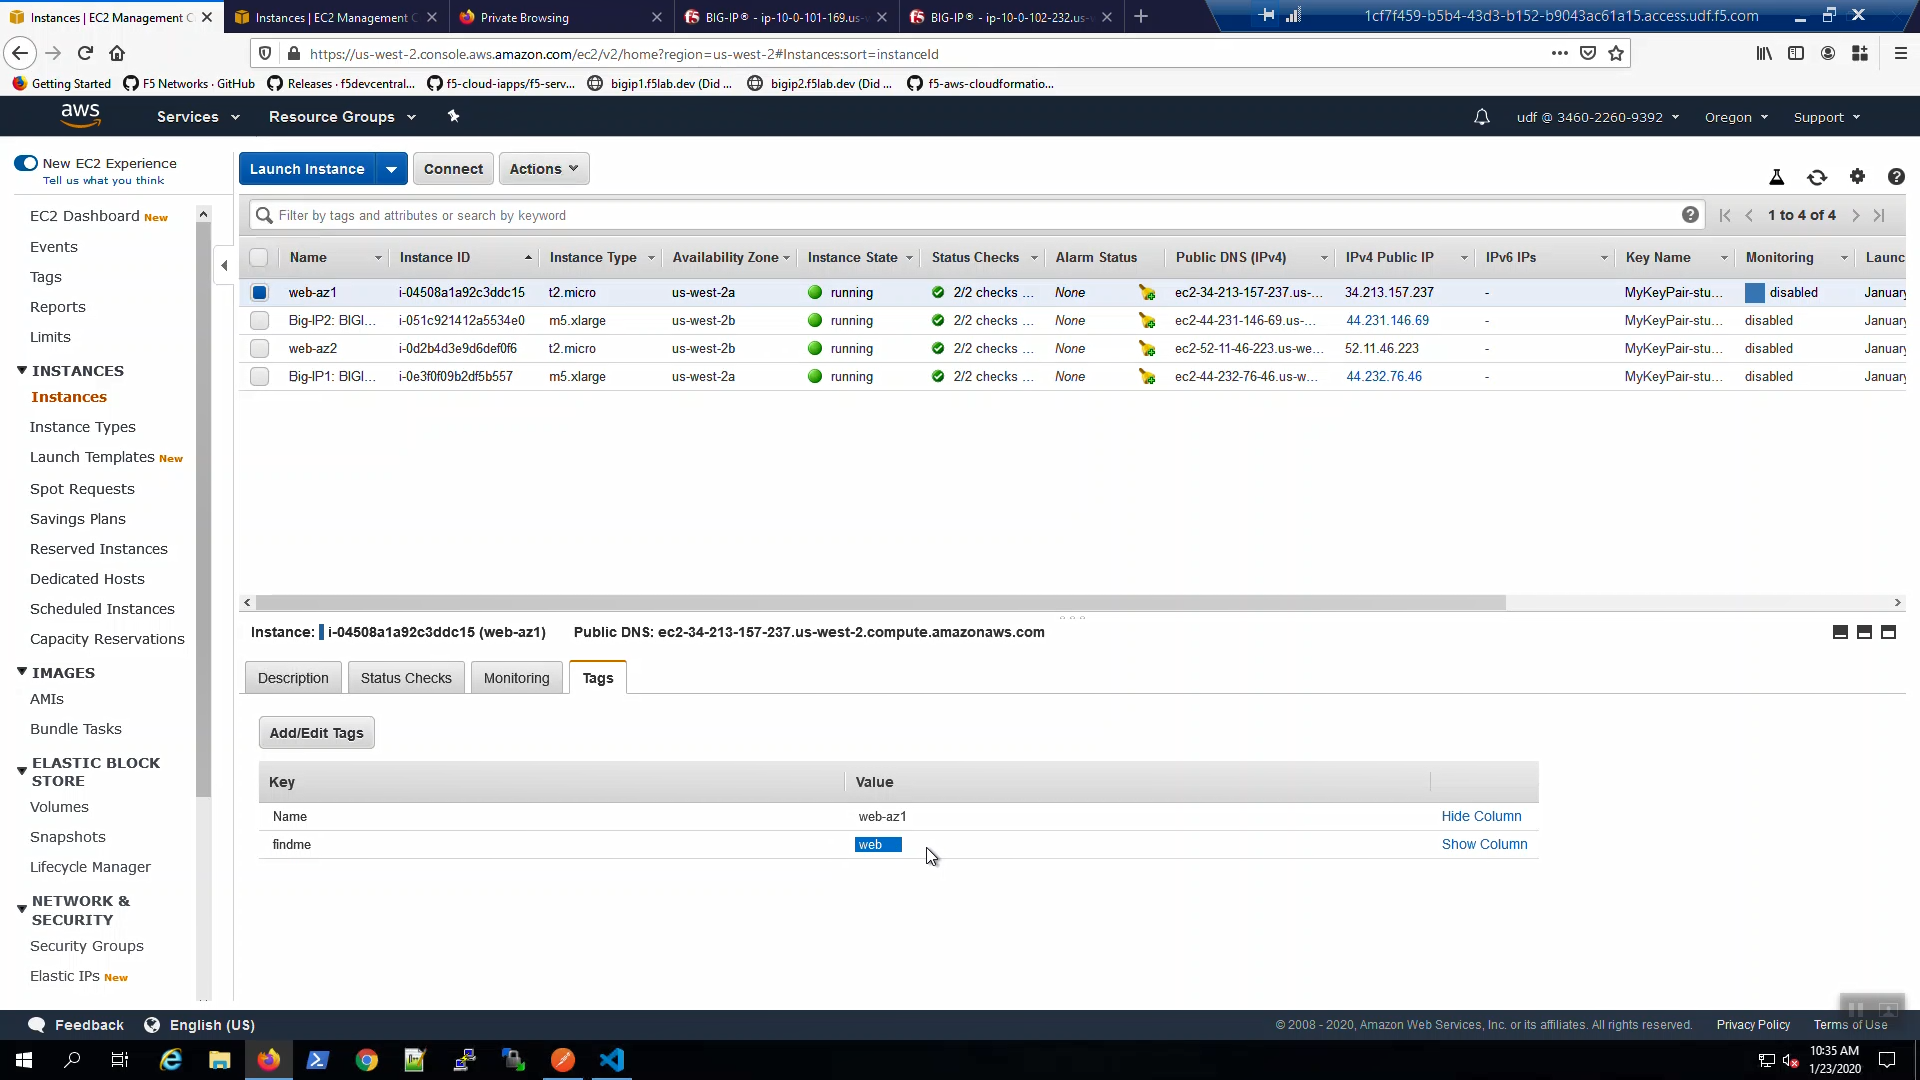 Instances | EC2 Management C
Instances | EC2 Management C
Private Browsing
BIG-IP® - ip-10-0-101-169.us-
BIG-IP® - ip-10-0-102-232.us-
1cf7f459-b5b4-43d3-b152-b9043ac61a15.access.udf.f5.com
https://us-west-2.console.aws.amazon.com/ec2/v2/home?region=us-west-2#Instances:sort=instanceId
Getting Started
F5 Networks · GitHub
Releases · f5devcentral...
f5-cloud-iapps/f5-serv...
bigip1.f5lab.dev (Did ...
bigip2.f5lab.dev (Did ...
f5-aws-cloudformatio...
aws
Services
Resource Groups
udf @ 3460-2260-9392
Oregon
Support
New EC2 Experience
Tell us what you think
EC2 Dashboard New
Events
Tags
Reports
Limits
INSTANCES
Instances
Instance Types
Launch Templates New
Spot Requests
Savings Plans
Reserved Instances
Dedicated Hosts
Scheduled Instances
Capacity Reservations
IMAGES
AMIs
Bundle Tasks
ELASTIC BLOCK
STORE
Volumes
Snapshots
Lifecycle Manager
NETWORK &
SECURITY
Security Groups
Elastic IPs New
Launch Instance
Connect
Actions
Filter by tags and attributes or search by keyword
1 to 4 of 4
Name Instance ID Instance Type Availability Zone Instance State Status Checks Alarm Status Public DNS (IPv4) IPv4 Public IP IPv6 IPs Key Name Monitoring Launc
web-az1 i-04508a1a92c3ddc15 t2.micro us-west-2a running 2/2 checks ... None ec2-34-213-157-237.us-... 34.213.157.237 - MyKeyPair-stu... disabled January
Big-IP2: BIGI... i-051c921412a5534e0 m5.xlarge us-west-2b running 2/2 checks ... None ec2-44-231-146-69.us-... 44.231.146.69 - MyKeyPair-stu... disabled January
web-az2 i-0d2b4d3e9d6def0f6 t2.micro us-west-2b running 2/2 checks ... None ec2-52-11-46-223.us-we... 52.11.46.223 - MyKeyPair-stu... disabled January
Big-IP1: BIGI... i-0e3f0f09b2df5b557 m5.xlarge us-west-2a running 2/2 checks ... None ec2-44-232-76-46.us-w... 44.232.76.46 - MyKeyPair-stu... disabled January
Instance: i-04508a1a92c3ddc15 (web-az1) Public DNS: ec2-34-213-157-237.us-west-2.compute.amazonaws.com
Description
Status Checks
Monitoring
Tags
Add/Edit Tags
Key Value
Name web-az1 Hide Column
findme web Show Column
Feedback
English (US)
© 2008 - 2020, Amazon Web Services, Inc. or its affiliates. All rights reserved.
Privacy Policy
Terms of Use
10:35 AM
1/23/2020